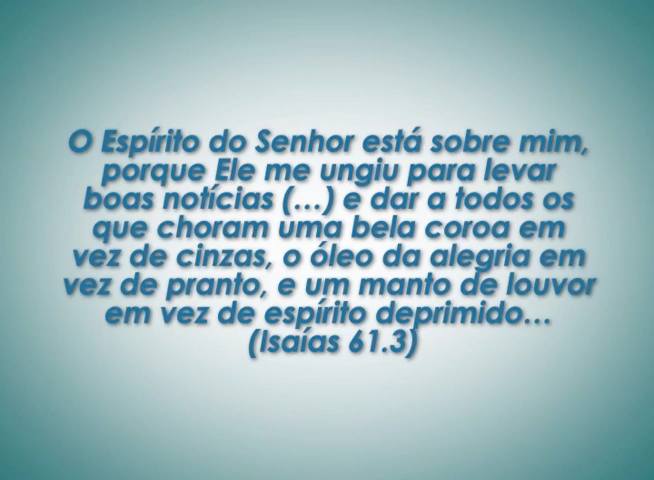 O Espírito do Senhor está sobre mim,
porque Ele me ungiu para levar
boas notícias (...) e dar a todos os
que choram uma bela coroa em
vez de cinzas, o óleo da alegria em
vez de pranto, e um manto de louvor
em vez de espírito deprimido...
(Isaías 61.3)